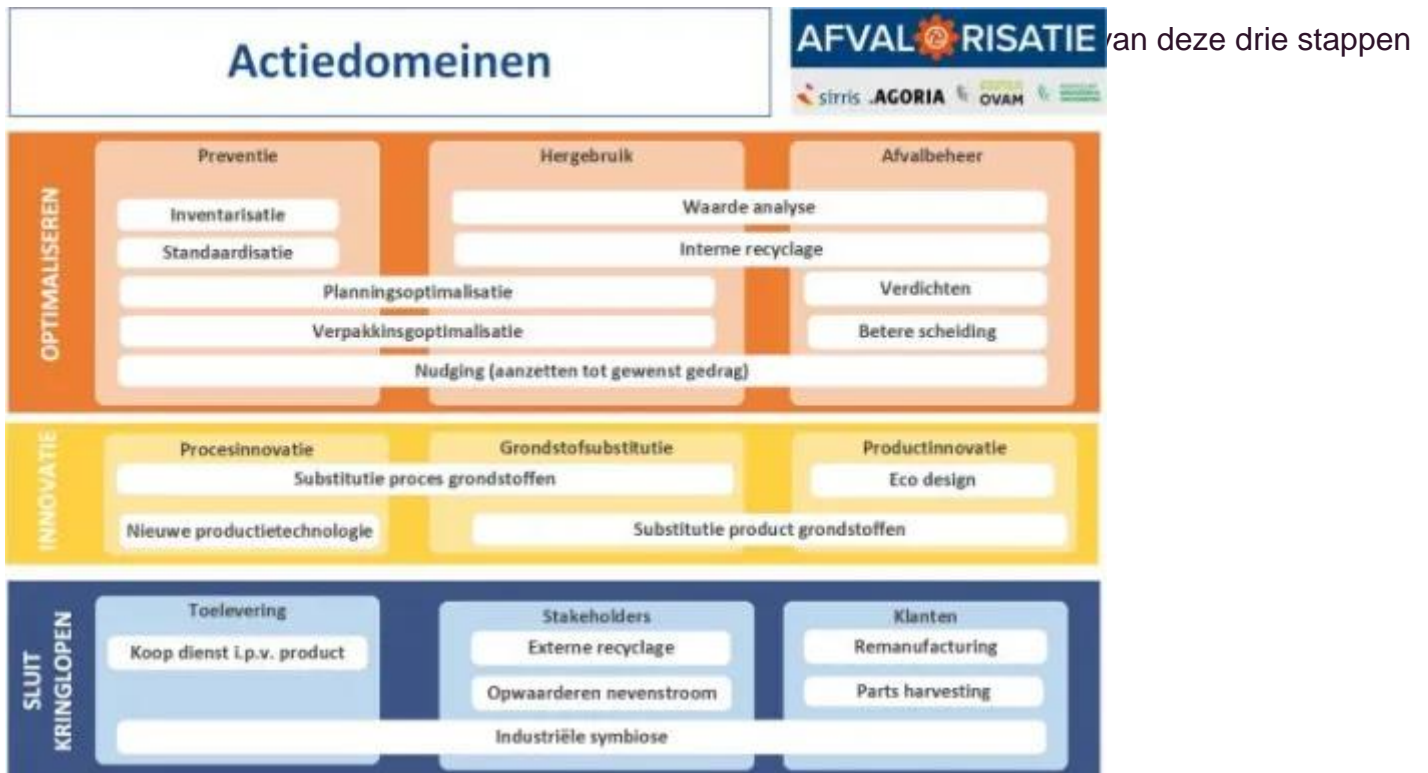 Actiedomeinen
AFVALORISATIE
van deze drie stappen
sirris .AGORIA OVAM
OPTIMALISEREN
Preventie
Hergebruik
Afvalbeheer
Inventarisatie
Waarde analyse
Standaardisatie
Interne recyclage
Planningsoptimalisatie
Verdichten
Verpakkinsgoptimalisatie
Betere scheiding
Nudging (aanzetten tot gewenst gedrag)
INNOVATIE
Procesinnovatie
Grondstofsubstitutie
Productinnovatie
Substitutie proces grondstoffen
Eco design
Nieuwe productietechnologie
Substitutie product grondstoffen
SLUIT
KRINGLOPEN
Toelevering
Stakeholders
Klanten
Koop dienst i.p.v. product
Externe recyclage
Remanufacturing
Opwaarderen nevenstroom
Parts harvesting
Industriële symbiose